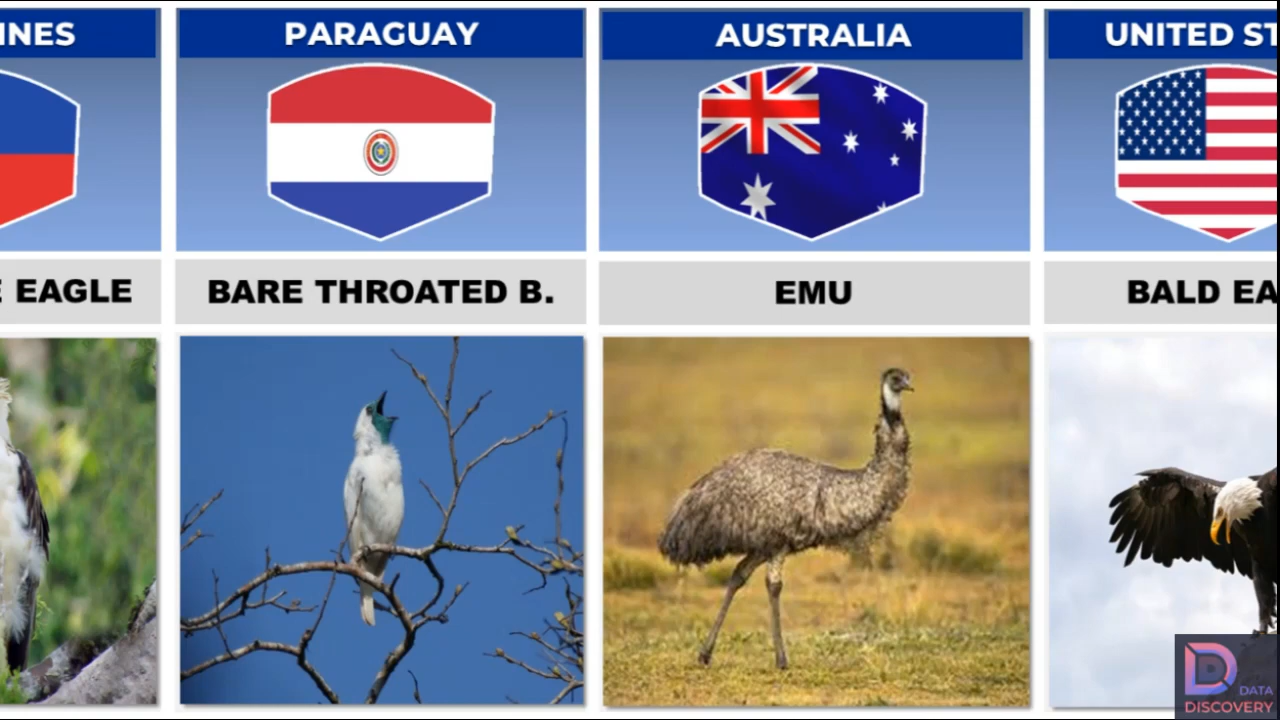 INES
PARAGUAY
AUSTRALIA
UNITED ST
E EAGLE
BARE THROATED B.
EMU
BALD EA
DATA
DISCOVERY